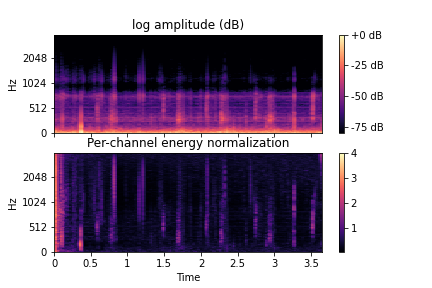 log amplitude (dB)
Hz
2048
1024
512
0
+0 dB
-25 dB
-50 dB
-75 dB
Per-channel energy normalization
Hz
2048
1024
512
0
0 0.5 1 1.5 2 2.5 3 3.5
Time
4
3
2
1